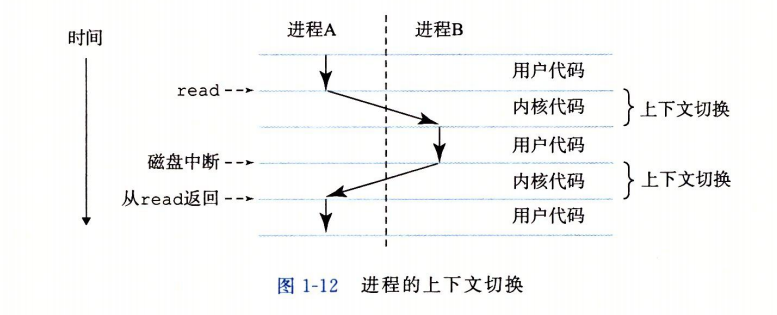 进程A 进程B
时间
用户代码
read
内核代码 上下文切换
用户代码
磁盘中断
内核代码 上下文切换
从read返回
用户代码
图 1-12 进程的上下文切换